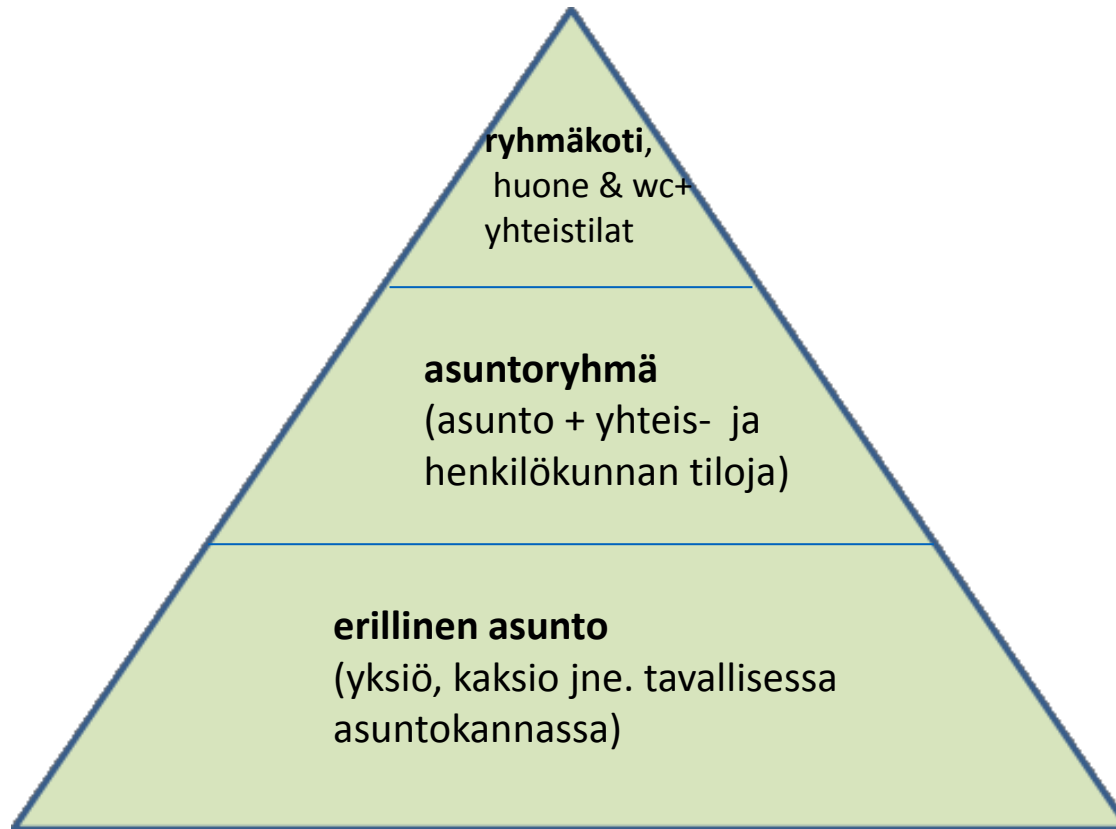 ryhmäkoti,
huone & wc+
yhteistilat
asuntoryhmä
(asunto + yhteis- ja
henkilökunnan tiloja)
erillinen asunto
(yksiö, kaksio jne. tavallisessa
asuntokannassa)